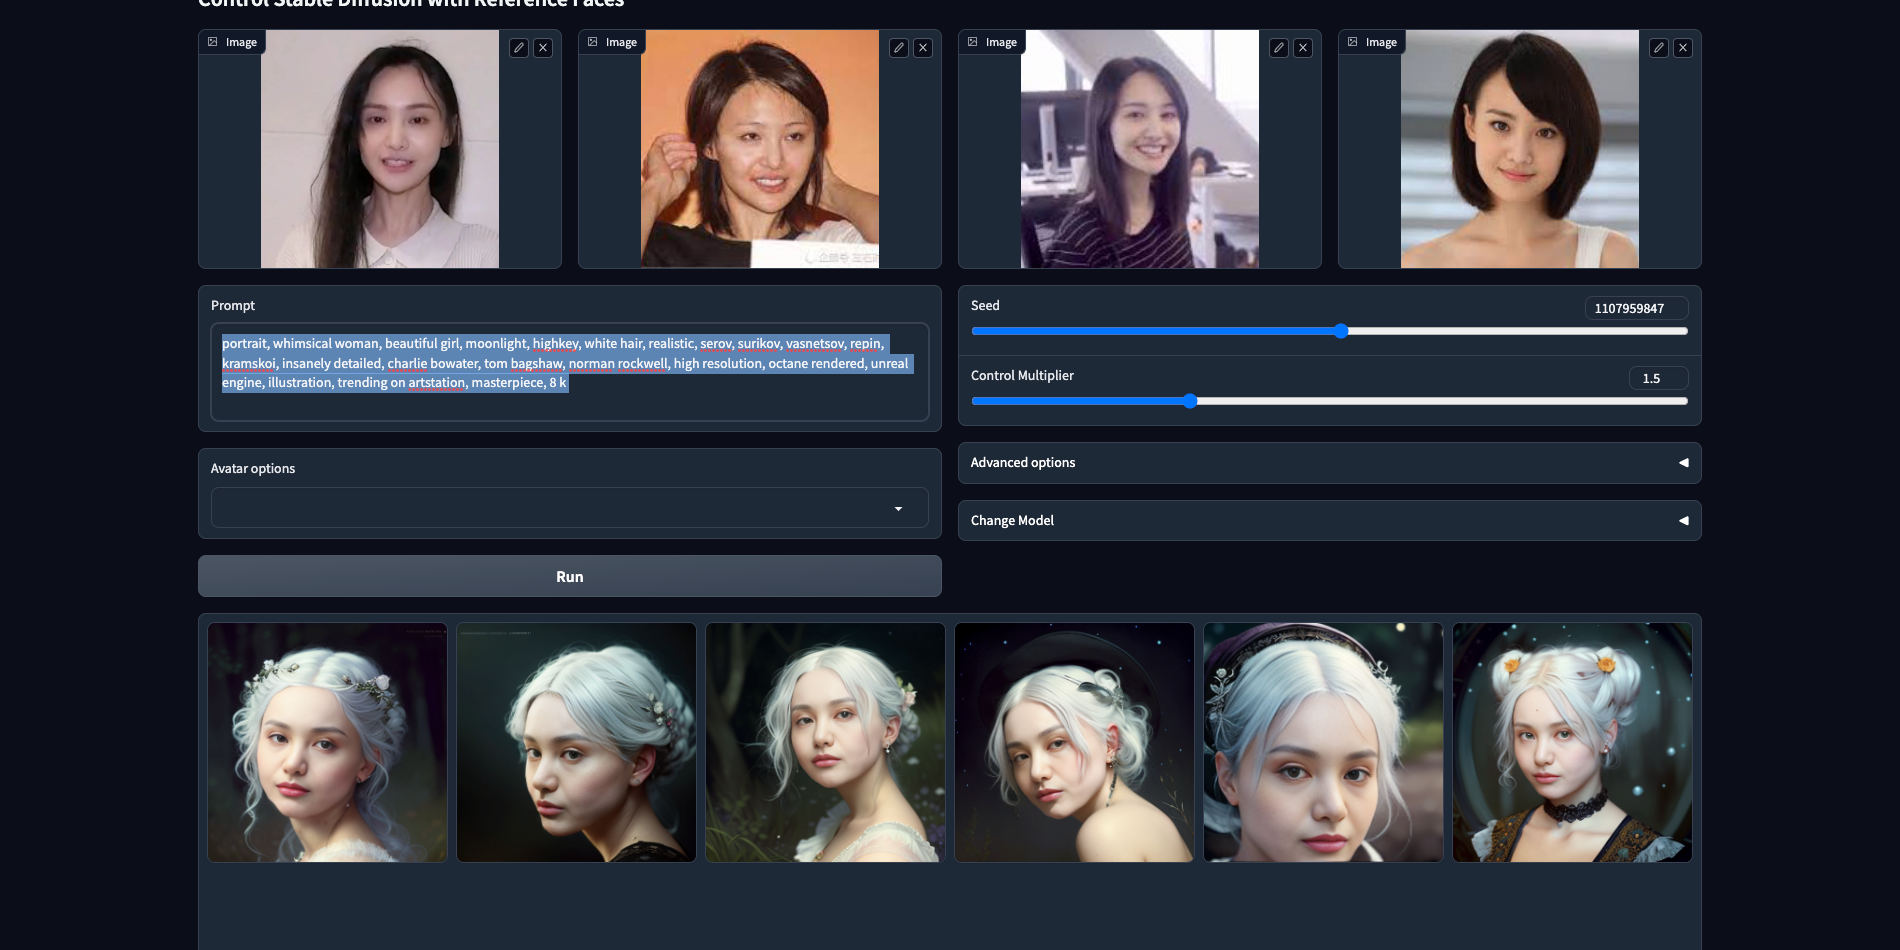 Control Stable Diffusion with Reference Faces
Image
Image
Image
Image
Prompt
portrait, whimsical woman, beautiful girl, moonlight, highkey, white hair, realistic, serov, surikov, vasnetsov, repin,
kramskoi, insanely detailed, charlie bowater, tom bagshaw, norman rockwell, high resolution, octane rendered, unreal
engine, illustration, trending on artstation, masterpiece, 8 k
Seed
1107959847
Control Multiplier
1.5
Avatar options
Advanced options
Change Model
Run